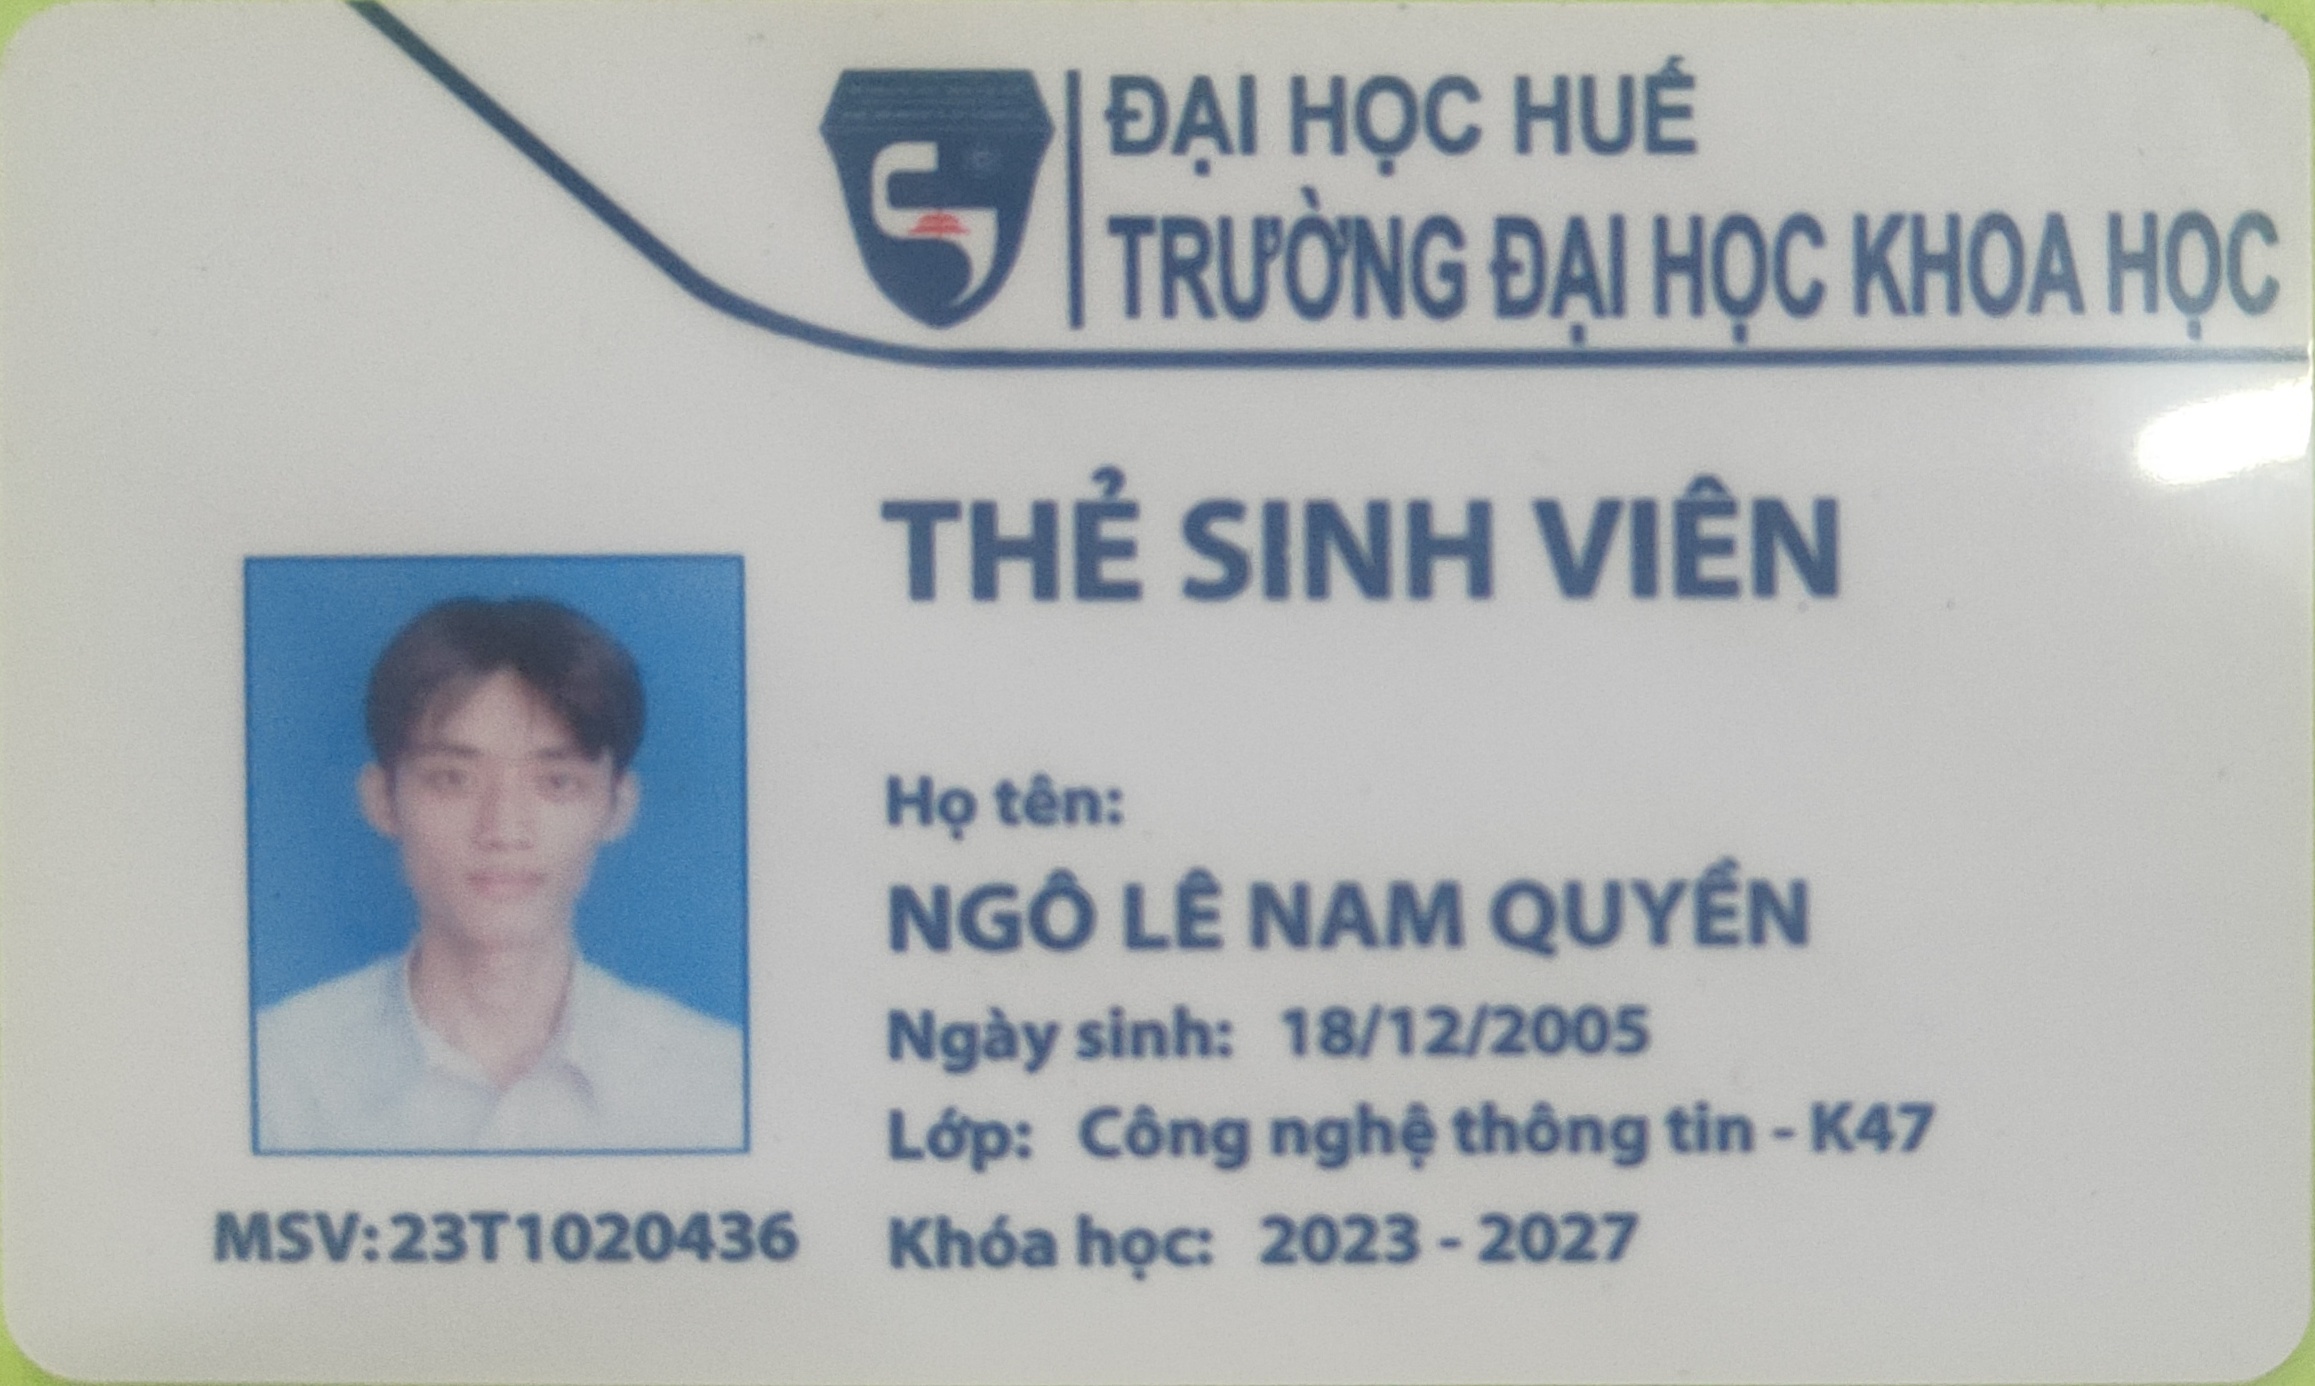 ĐẠI HỌC HUẾ
TRƯỜNG ĐẠI HỌC KHOA HỌC
THẺ SINH VIÊN
Họ tên:
NGÔ LÊ NAM QUYỀN
Ngày sinh: 18/12/2005
Lớp: Công nghệ thông tin - K47
MSV:23T1020436
Khóa học: 2023 - 2027